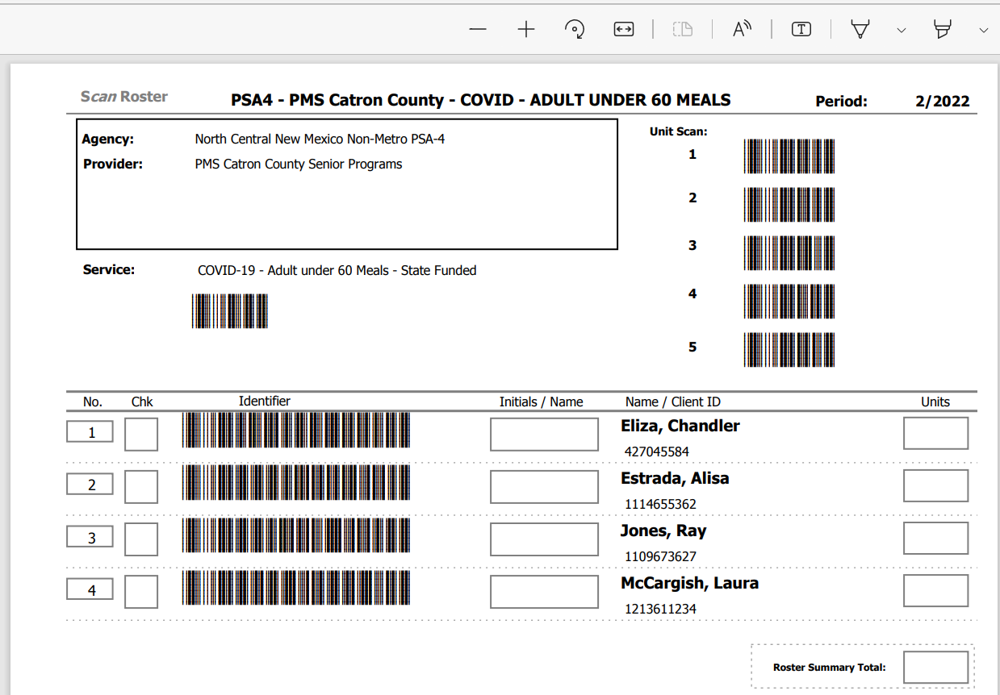 Scan Roster PSA4 - PMS Catron County - COVID - ADULT UNDER 60 MEALS Period: 2/2022
Agency: North Central New Mexico Non-Metro PSA-4
Provider: PMS Catron County Senior Programs
Unit Scan:
1
2
3
4
5
Service: COVID-19 - Adult under 60 Meals - State Funded
No. Chk Identifier Initials / Name Name / Client ID Units
1 Eliza, Chandler
427045584
2 Estrada, Alisa
1114655362
3 Jones, Ray
1109673627
4 McCargish, Laura
1213611234
Roster Summary Total: